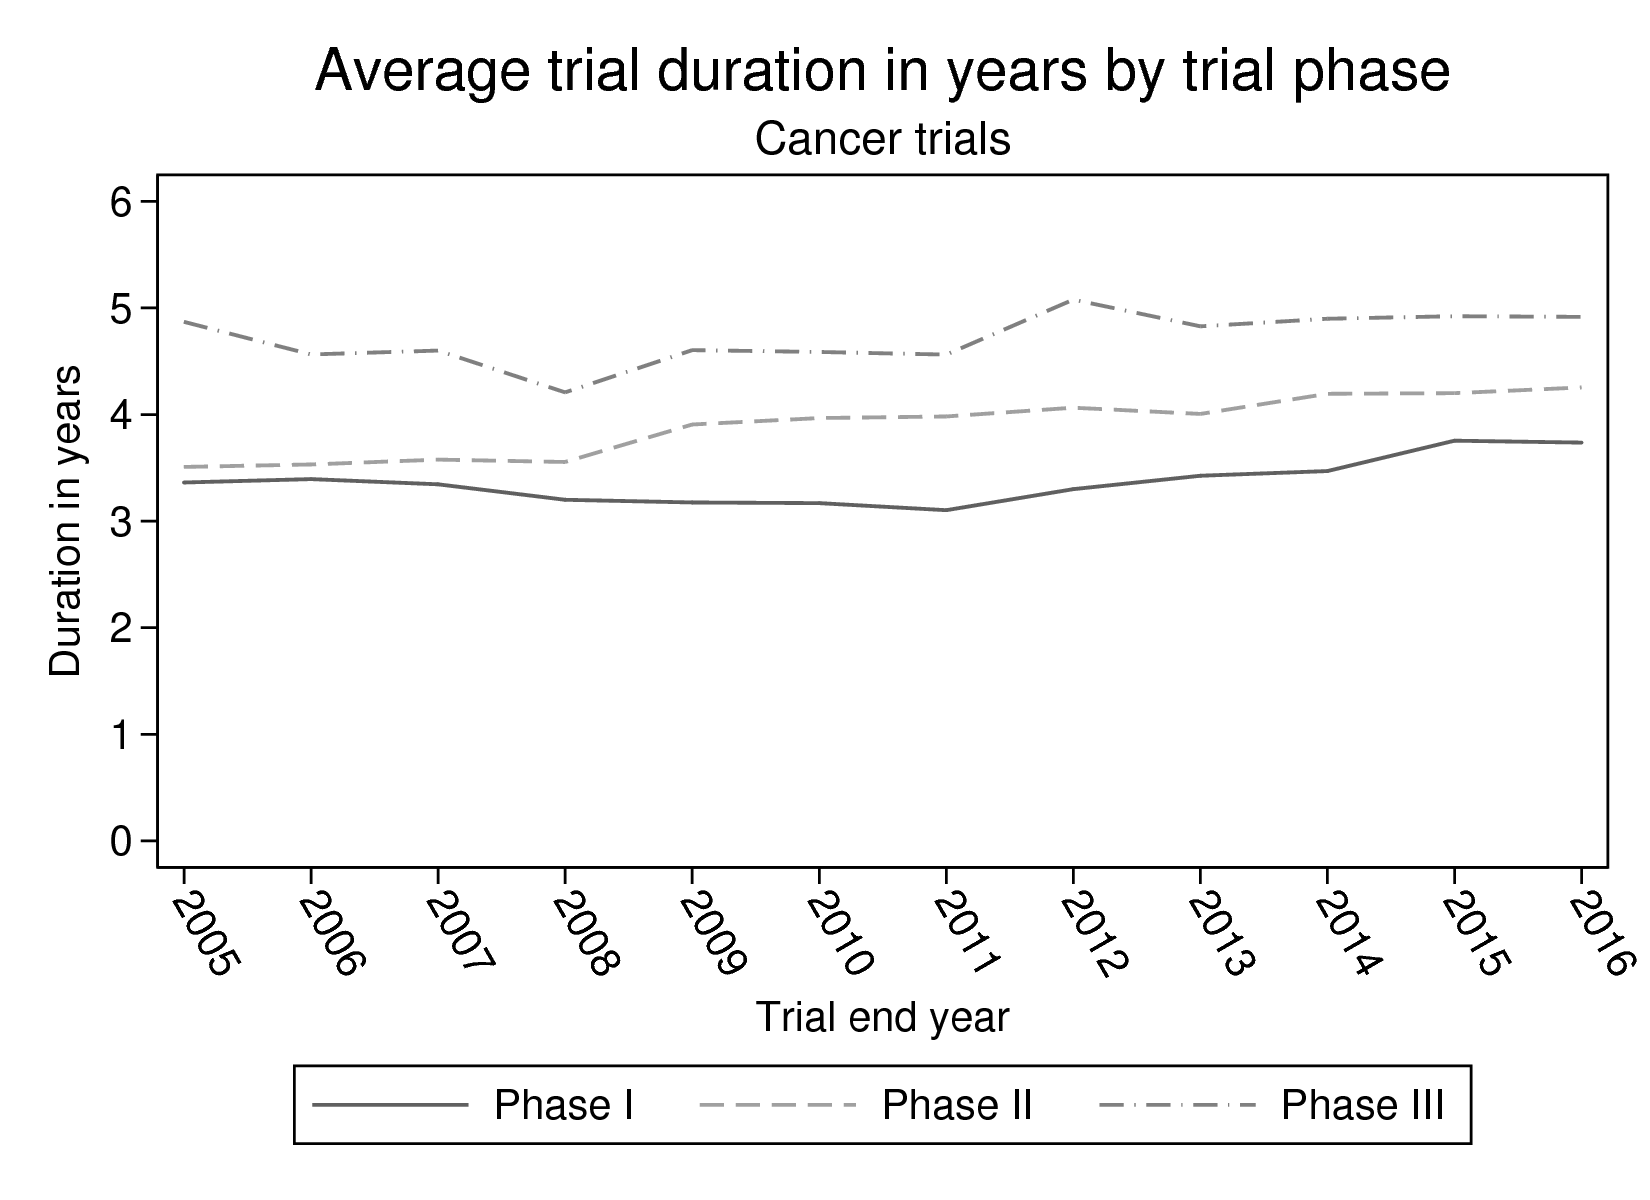 Average trial duration in years by trial phase
Cancer trials
Duration in years
6
5
4
3
2
1
0
2005 2006 2007 2008 2009 2010 2011 2012 2013 2014 2015 2016
Trial end year
Phase I Phase II Phase III